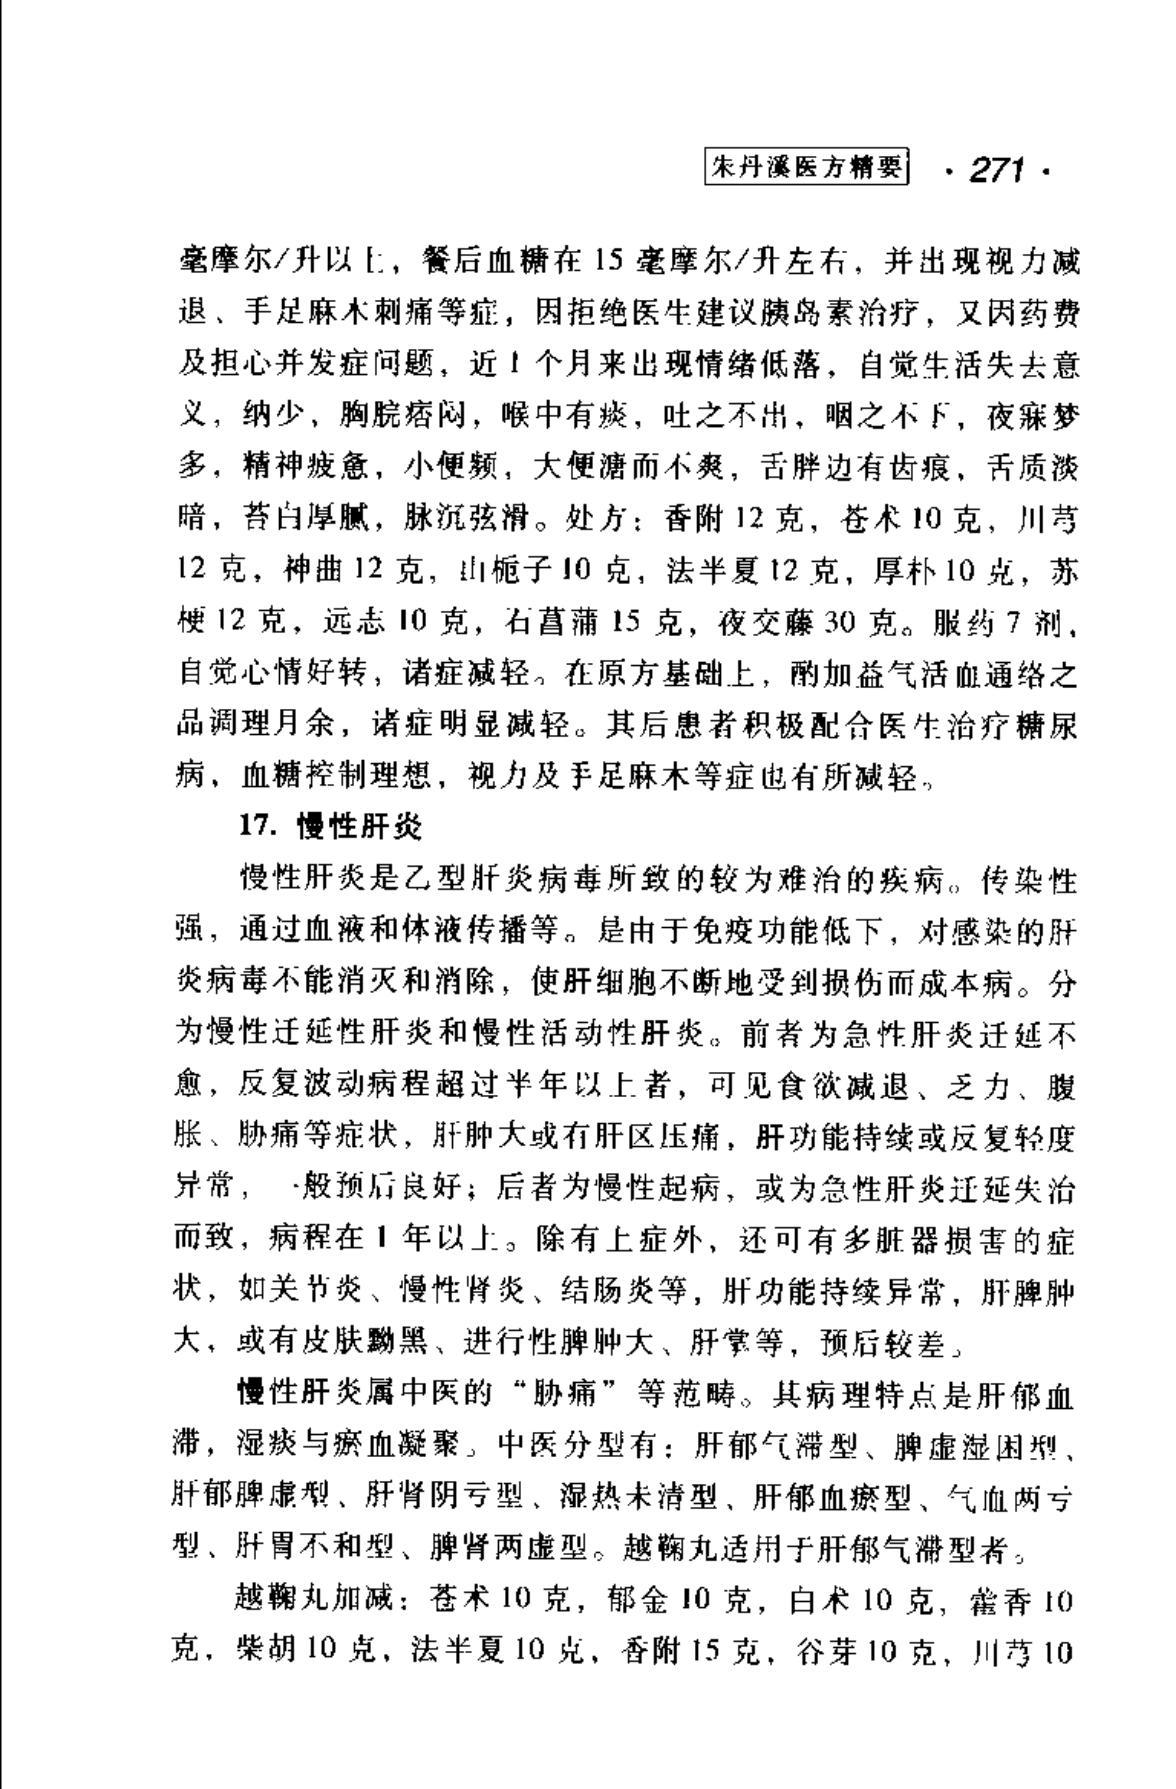 朱丹溪医方精要 · 271 ·
毫摩尔/升以上，餐后血糖在 15 毫摩尔/升左右，并出现视力减
退、手足麻木刺痛等症，因拒绝医生建议胰岛素治疗，又因药费
及担心并发症问题，近 1 个月来出现情绪低落，自觉生活失去意
义，纳少，胸脘痞闷，喉中有痰，吐之不出，咽之不下，夜寐梦
多，精神疲惫，小便频，大便溏而不爽，舌胖边有齿痕，舌质淡
暗，苔白厚腻，脉沉弦滑。处方：香附 12 克，苍术 10 克，川芎
12 克，神曲 12 克，山栀子 10 克，法半夏 12 克，厚朴 10 克，苏
梗 12 克，远志 10 克，石菖蒲 15 克，夜交藤 30 克。服药 7 剂，
自觉心情好转，诸症减轻。在原方基础上，酌加益气活血通络之
品调理月余，诸症明显减轻。其后患者积极配合医生治疗糖尿
病，血糖控制理想，视力及手足麻木等症也有所减轻。
17. 慢性肝炎
慢性肝炎是乙型肝炎病毒所致的较为难治的疾病。传染性
强，通过血液和体液传播等。是由于免疫功能低下，对感染的肝
炎病毒不能消灭和消除，使肝细胞不断地受到损伤而成本病。分
为慢性迁延性肝炎和慢性活动性肝炎。前者为急性肝炎迁延不
愈，反复波动病程超过半年以上者，可见食欲减退、乏力、腹
胀、胁痛等症状，肝肿大或有肝区压痛，肝功能持续或反复轻度
异常，一般预后良好；后者为慢性起病，或为急性肝炎迁延失治
而致，病程在 1 年以上。除有上症外，还可有多脏器损害的症
状，如关节炎、慢性肾炎、结肠炎等，肝功能持续异常，肝脾肿
大，或有皮肤黝黑、进行性脾肿大、肝掌等，预后较差。
慢性肝炎属中医的“胁痛”等范畴。其病理特点是肝郁血
滞，湿痰与瘀血凝聚。中医分型有：肝郁气滞型、脾虚湿困型、
肝郁脾虚型、肝肾阴亏型、湿热未清型、肝郁血瘀型、气血两亏
型、肝胃不和型、脾肾两虚型。越鞠丸适用于肝郁气滞型者。
越鞠丸加减：苍术 10 克，郁金 10 克，白术 10 克，藿香 10
克，柴胡 10 克，法半夏 10 克，香附 15 克，谷芽 10 克，川芎 10